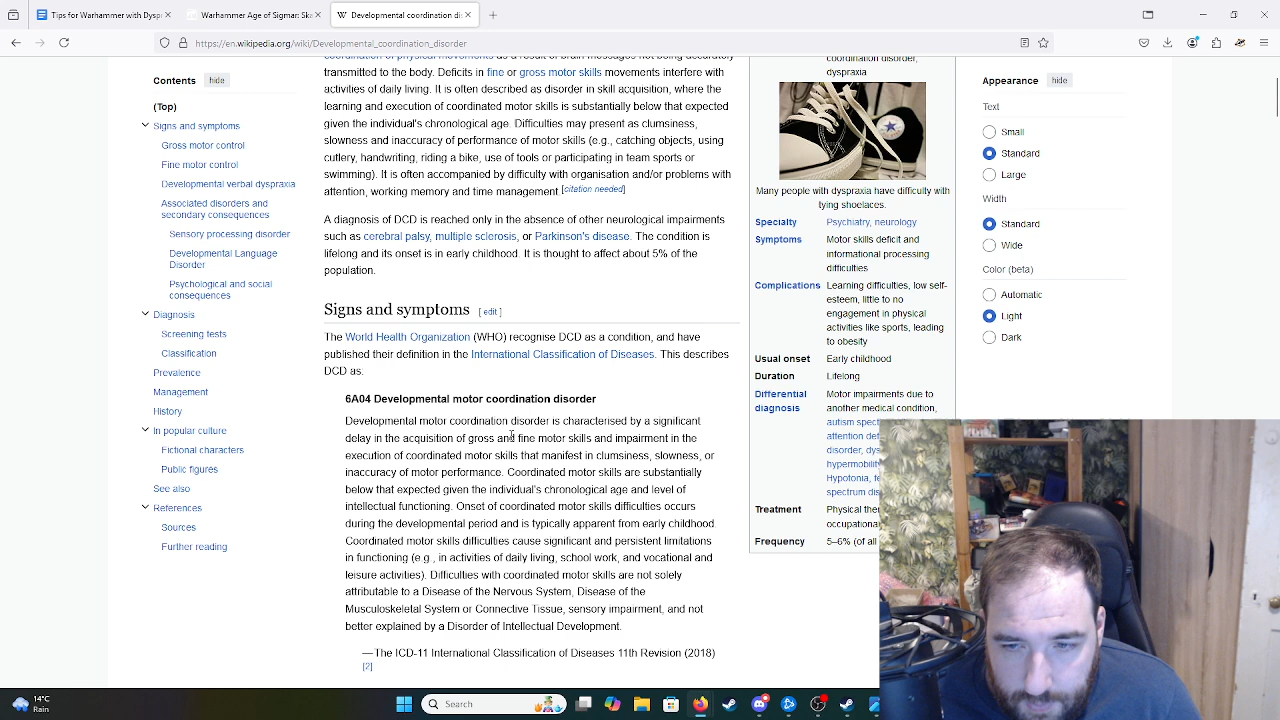 Tips for Warhammer with Dysp
Warhammer Age of Sigmar: Ska
W Developmental coordination di
https://en.wikipedia.org/wiki/Developmental_coordination_disorder
Contents hide
(Top)
Signs and symptoms
Gross motor control
Fine motor control
Developmental verbal dyspraxia
Associated disorders and
secondary consequences
Sensory processing disorder
Developmental Language
Disorder
Psychological and social
consequences
Diagnosis
Screening tests
Classification
Prevalence
Management
History
In popular culture
Fictional characters
Public figures
See also
References
Sources
Further reading
coordination of physical movements as a result of brain messages not being accurately
transmitted to the body. Deficits in fine or gross motor skills movements interfere with
activities of daily living. It is often described as disorder in skill acquisition, where the
learning and execution of coordinated motor skills is substantially below that expected
given the individual's chronological age. Difficulties may present as clumsiness,
slowness and inaccuracy of performance of motor skills (e.g., catching objects, using
cutlery, handwriting, riding a bike, use of tools or participating in team sports or
swimming). It is often accompanied by difficulty with organisation and/or problems with
attention, working memory and time management.[citation needed]
A diagnosis of DCD is reached only in the absence of other neurological impairments
such as cerebral palsy, multiple sclerosis, or Parkinson's disease. The condition is
lifelong and its onset is in early childhood. It is thought to affect about 5% of the
population.
Signs and symptoms [ edit ]
The World Health Organization (WHO) recognise DCD as a condition, and have
published their definition in the International Classification of Diseases. This describes
DCD as:
6A04 Developmental motor coordination disorder
Developmental motor coordination disorder is characterised by a significant
delay in the acquisition of gross and fine motor skills and impairment in the
execution of coordinated motor skills that manifest in clumsiness, slowness, or
inaccuracy of motor performance. Coordinated motor skills are substantially
below that expected given the individual's chronological age and level of
intellectual functioning. Onset of coordinated motor skills difficulties occurs
during the developmental period and is typically apparent from early childhood.
Coordinated motor skills difficulties cause significant and persistent limitations
in functioning (e.g., in activities of daily living, school work, and vocational and
leisure activities). Difficulties with coordinated motor skills are not solely
attributable to a Disease of the Nervous System, Disease of the
Musculoskeletal System or Connective Tissue, sensory impairment, and not
better explained by a Disorder of Intellectual Development.
—The ICD-11 International Classification of Diseases 11th Revision (2018)
[2]
coordination disorder,
dyspraxia
Many people with dyspraxia have difficulty with
tying shoelaces.
Specialty Psychiatry, neurology
Symptoms Motor skills deficit and
informational processing
difficulties
Complications Learning difficulties, low self-
esteem, little to no
engagement in physical
activities like sports, leading
to obesity
Usual onset Early childhood
Duration Lifelong
Differential Motor impairments due to
diagnosis another medical condition,
autism spect
attention def
disorder, dys
hypermobility
Hypotonia, fe
spectrum dis
Treatment Physical ther
occupationa
Frequency 5–6% (of all
Appearance hide
Text
Small
Standard
Large
Width
Standard
Wide
Color (beta)
Automatic
Light
Dark
14°C
Rain
Search